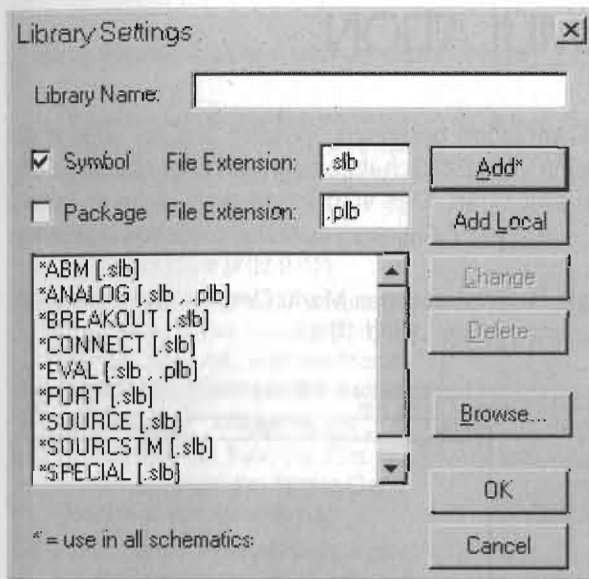 Library Settings
Library Name:
Symbol File Extension: .slb Add*
Package File Extension: .plb Add Local
*ABM [.slb]
*ANALOG [.slb , .plb]
*BREAKOUT [.slb]
*CONNECT [.slb]
*EVAL [.slb , .plb]
*PORT [.slb]
*SOURCE [.slb]
*SOURCSTM [.slb]
*SPECIAL [.slb]
Change
Delete
Browse...
OK
* = use in all schematics
Cancel